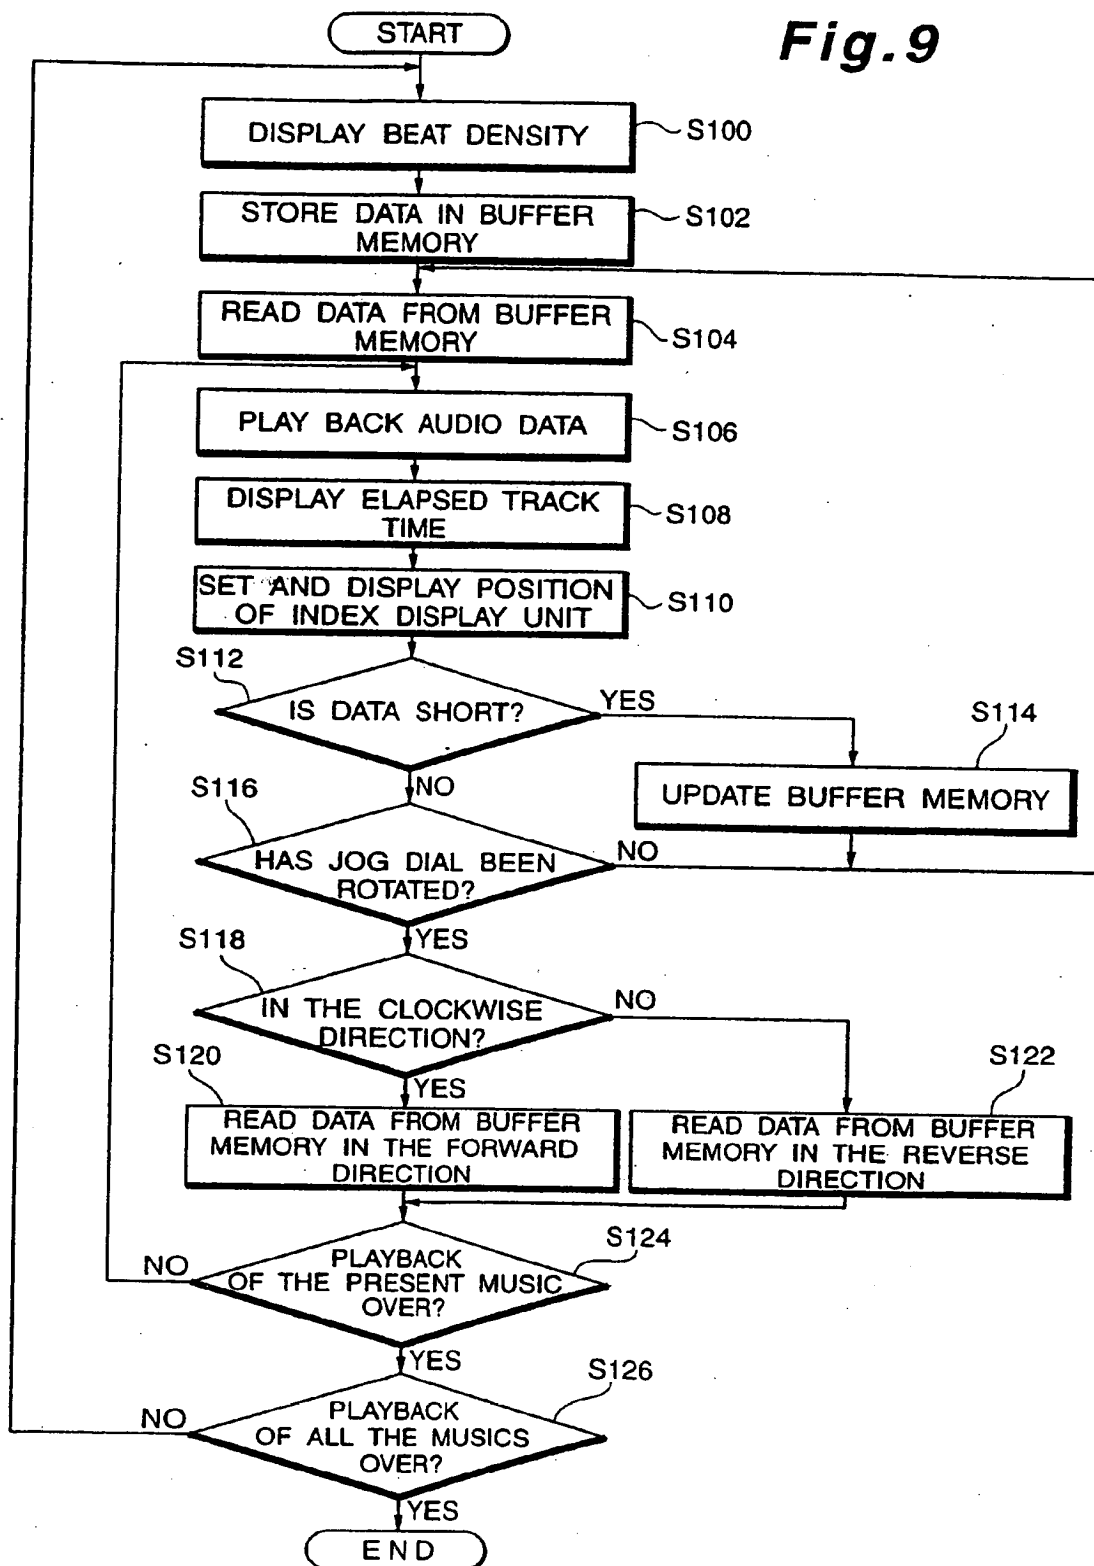 Fig.9
START
DISPLAY BEAT DENSITY
S100
STORE DATA IN BUFFER
MEMORY
S102
READ DATA FROM BUFFER
MEMORY
S104
PLAY BACK AUDIO DATA
S106
DISPLAY ELAPSED TRACK
TIME
S108
SET AND DISPLAY POSITION
OF INDEX DISPLAY UNIT
S110
S112
IS DATA SHORT?
YES
NO
S114
UPDATE BUFFER MEMORY
S116
HAS JOG DIAL BEEN
ROTATED?
NO
YES
S118
IN THE CLOCKWISE
DIRECTION?
NO
YES
S120
READ DATA FROM BUFFER
MEMORY IN THE FORWARD
DIRECTION
S122
READ DATA FROM BUFFER
MEMORY IN THE REVERSE
DIRECTION
S124
PLAYBACK
OF THE PRESENT MUSIC
OVER?
NO
YES
S126
PLAYBACK
OF ALL THE MUSICS
OVER?
NO
YES
END